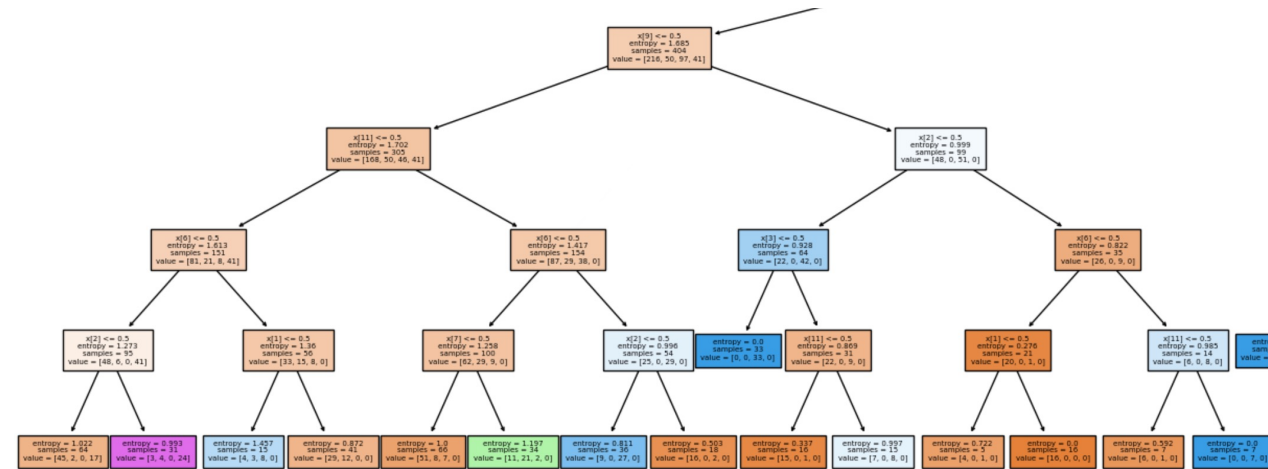 x[9] <= 0.5
entropy = 1.685
samples = 404
value = [216, 50, 97, 41]
x[11] <= 0.5
entropy = 1.702
samples = 305
value = [168, 50, 46, 41]
x[2] <= 0.5
entropy = 0.999
samples = 99
value = [48, 0, 51, 0]
x[6] <= 0.5
entropy = 1.613
samples = 151
value = [81, 21, 8, 41]
x[6] <= 0.5
entropy = 1.417
samples = 154
value = [87, 29, 38, 0]
x[3] <= 0.5
entropy = 0.928
samples = 64
value = [22, 0, 42, 0]
x[6] <= 0.5
entropy = 0.822
samples = 35
value = [26, 0, 9, 0]
x[2] <= 0.5
entropy = 1.273
samples = 95
value = [48, 6, 0, 41]
x[1] <= 0.5
entropy = 1.36
samples = 56
value = [33, 15, 8, 0]
x[7] <= 0.5
entropy = 1.258
samples = 100
value = [62, 29, 9, 0]
x[2] <= 0.5
entropy = 0.996
samples = 54
value = [25, 0, 29, 0]
entropy = 0.0
samples = 33
value = [0, 0, 33, 0]
x[11] <= 0.5
entropy = 0.869
samples = 31
value = [22, 0, 9, 0]
x[1] <= 0.5
entropy = 0.276
samples = 21
value = [20, 0, 1, 0]
x[11] <= 0.5
entropy = 0.985
samples = 14
value = [6, 0, 8, 0]
entr
sam
value =
entropy = 1.022
samples = 64
value = [45, 2, 0, 17]
entropy = 0.993
samples = 31
value = [3, 4, 0, 24]
entropy = 1.457
samples = 15
value = [4, 3, 8, 0]
entropy = 0.872
samples = 41
value = [29, 12, 0, 0]
entropy = 1.0
samples = 66
value = [51, 8, 7, 0]
entropy = 1.197
samples = 34
value = [11, 21, 2, 0]
entropy = 0.811
samples = 36
value = [9, 0, 27, 0]
entropy = 0.503
samples = 18
value = [16, 0, 2, 0]
entropy = 0.337
samples = 16
value = [15, 0, 1, 0]
entropy = 0.997
samples = 15
value = [7, 0, 8, 0]
entropy = 0.722
samples = 5
value = [4, 0, 1, 0]
entropy = 0.0
samples = 16
value = [16, 0, 0, 0]
entropy = 0.592
samples = 7
value = [6, 0, 1, 0]
entropy = 0.0
samples = 7
value = [0, 0, 7, 0]